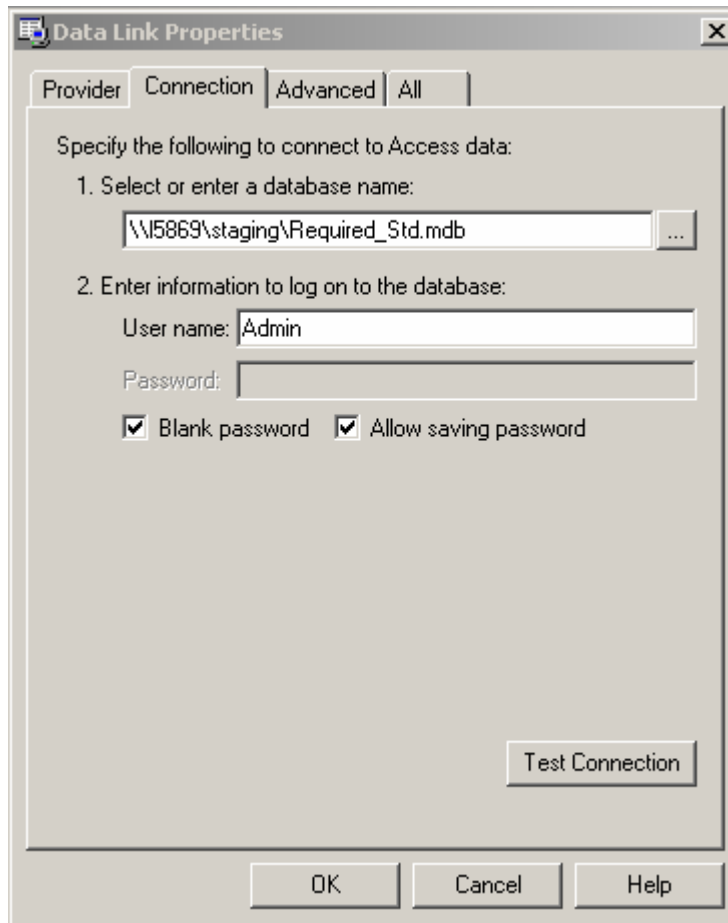 Data Link Properties
Provider Connection Advanced All
Specify the following to connect to Access data:
1. Select or enter a database name:
\\l5869\staging\Required_Std.mdb ...
2. Enter information to log on to the database:
User name: Admin
Password:
Blank password Allow saving password
Test Connection
OK Cancel Help